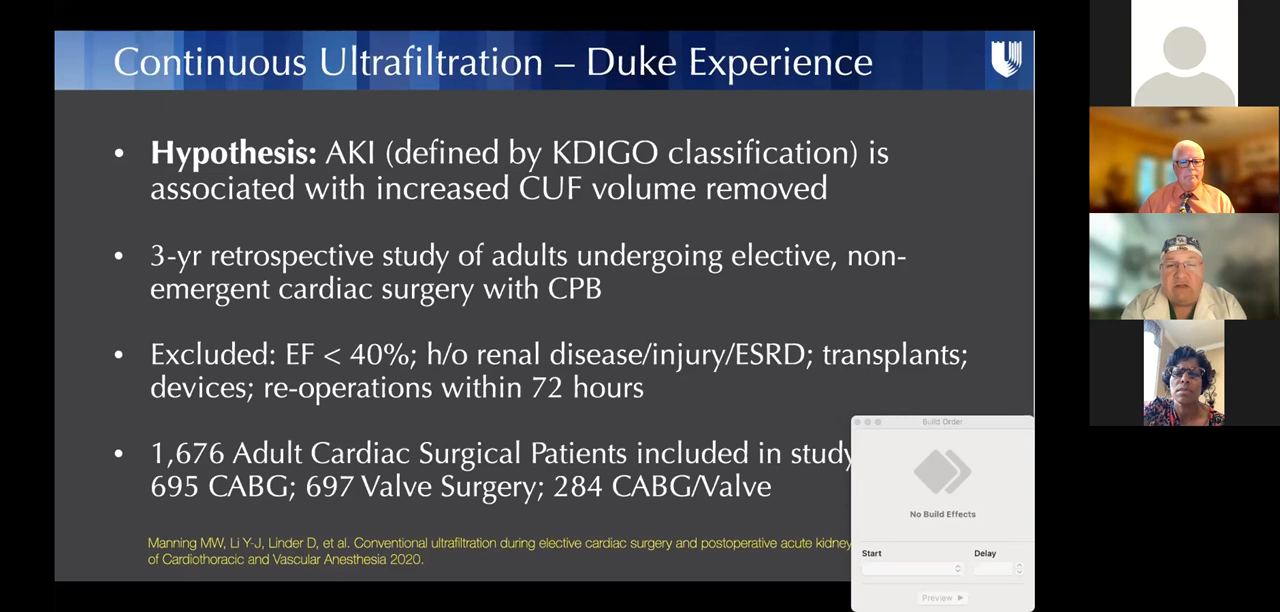 Continuous Ultrafiltration – Duke Experience
• Hypothesis: AKI (defined by KDIGO classification) is
associated with increased CUF volume removed
• 3-yr retrospective study of adults undergoing elective, non-
emergent cardiac surgery with CPB
• Excluded: EF < 40%; h/o renal disease/injury/ESRD; transplants;
devices; re-operations within 72 hours
• 1,676 Adult Cardiac Surgical Patients included in study
695 CABG; 697 Valve Surgery; 284 CABG/Valve
Manning MW, Li Y-J, Linder D, et al. Conventional ultrafiltration during elective cardiac surgery and postoperative acute kidney
of Cardiothoracic and Vascular Anesthesia 2020.
Build Order
No Build Effects
Start
Delay
Preview